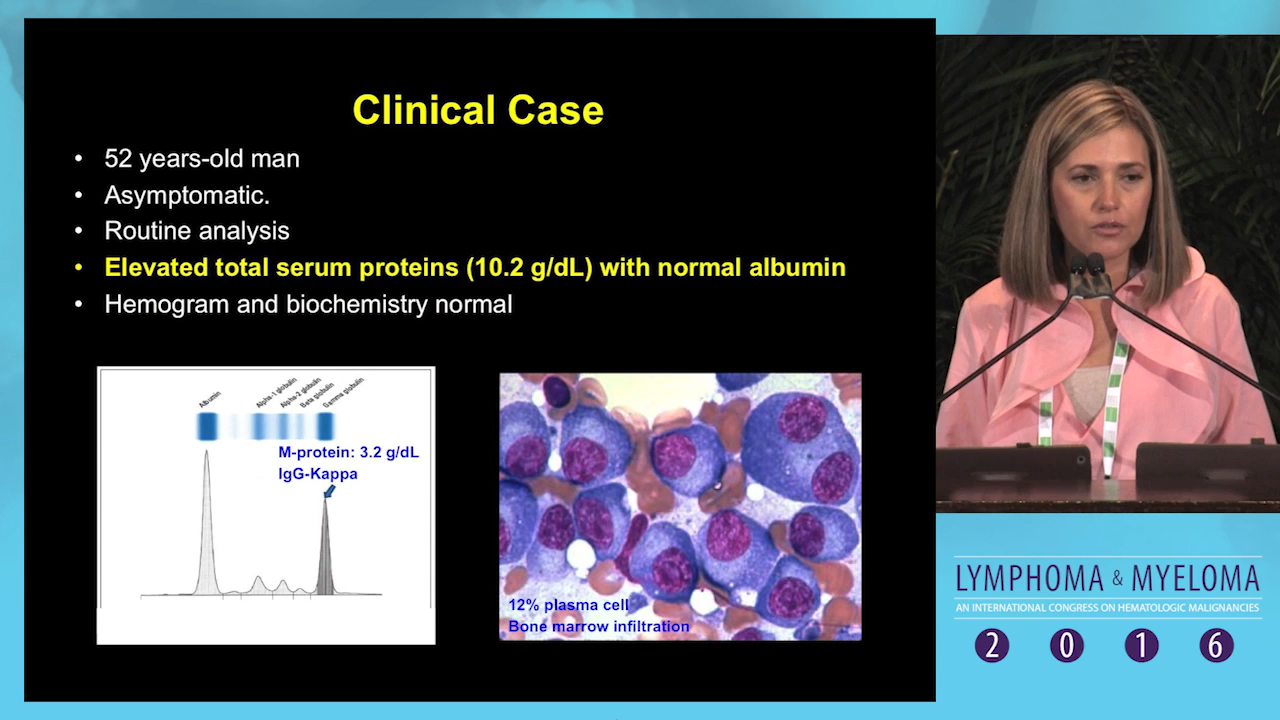 Clinical Case
• 52 years-old man
• Asymptomatic.
• Routine analysis
• Elevated total serum proteins (10.2 g/dL) with normal albumin
• Hemogram and biochemistry normal
Albumin
Alpha-1 globulin
Alpha-2 globulin
Beta globulin
Gamma globulin
M-protein: 3.2 g/dL
IgG-Kappa
12% plasma cell
Bone marrow infiltration
LYMPHOMA & MYELOMA
AN INTERNATIONAL CONGRESS ON HEMATOLOGIC MALIGNANCIES
2 0 1 6